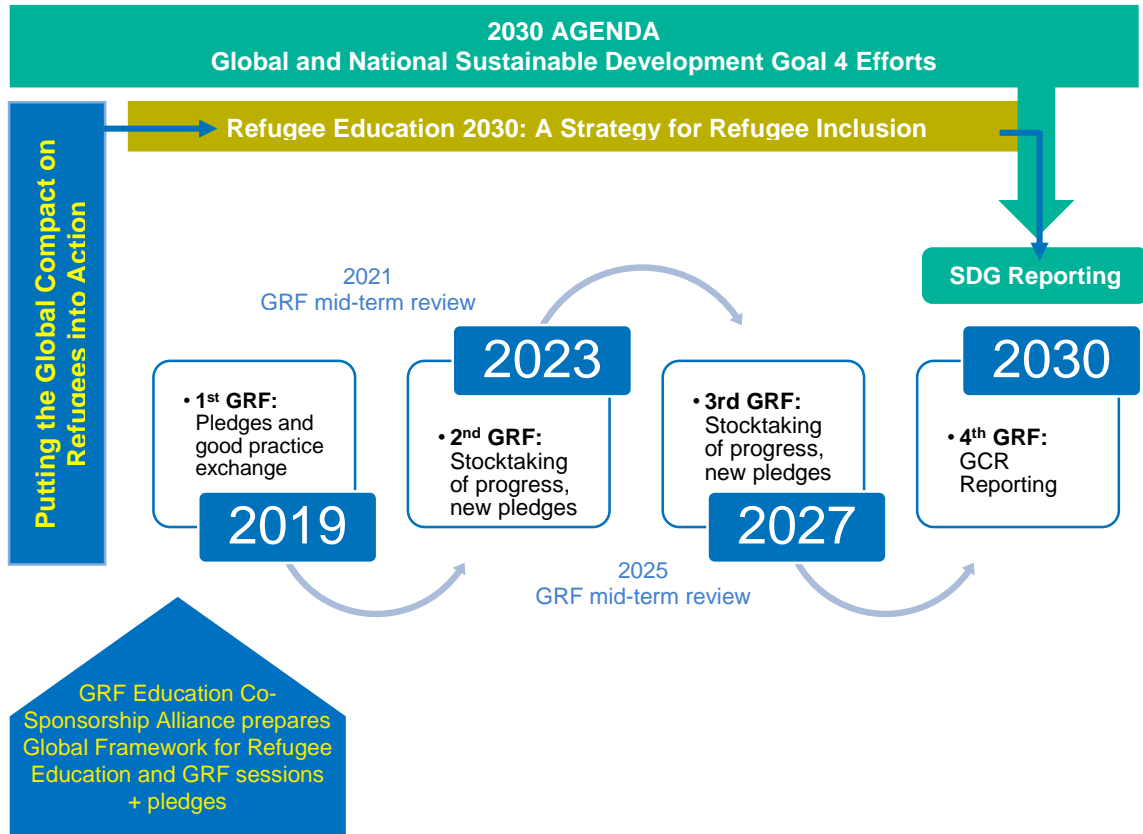 2030 AGENDA
Global and National Sustainable Development Goal 4 Efforts
Refugee Education 2030: A Strategy for Refugee Inclusion
Putting the Global Compact on
Refugees into Action
SDG Reporting
2021
GRF mid-term review
• 1st GRF:
Pledges and
good practice
exchange
2019
2023
• 2nd GRF:
Stocktaking
of progress,
new pledges
• 3rd GRF:
Stocktaking
of progress,
new pledges
2027
2030
• 4th GRF:
GCR
Reporting
2025
GRF mid-term review
GRF Education Co-
Sponsorship Alliance prepares
Global Framework for Refugee
Education and GRF sessions
+ pledges